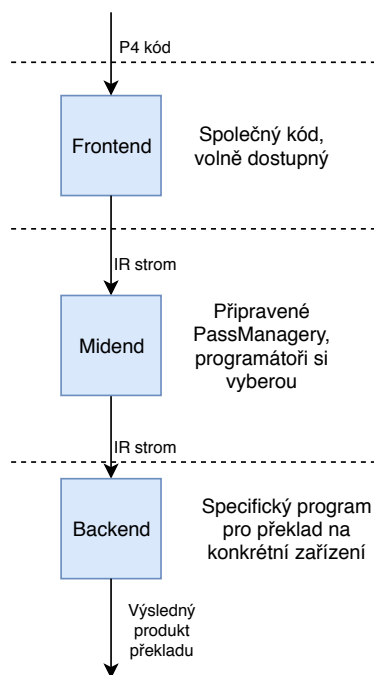 P4 kód
Frontend
Společný kód,
volně dostupný
IR strom
Midend
Připravené
PassManagery,
programátoři si
vyberou
IR strom
Backend
Specifický program
pro překlad na
konkrétní zařízení
Výsledný
produkt
překladu